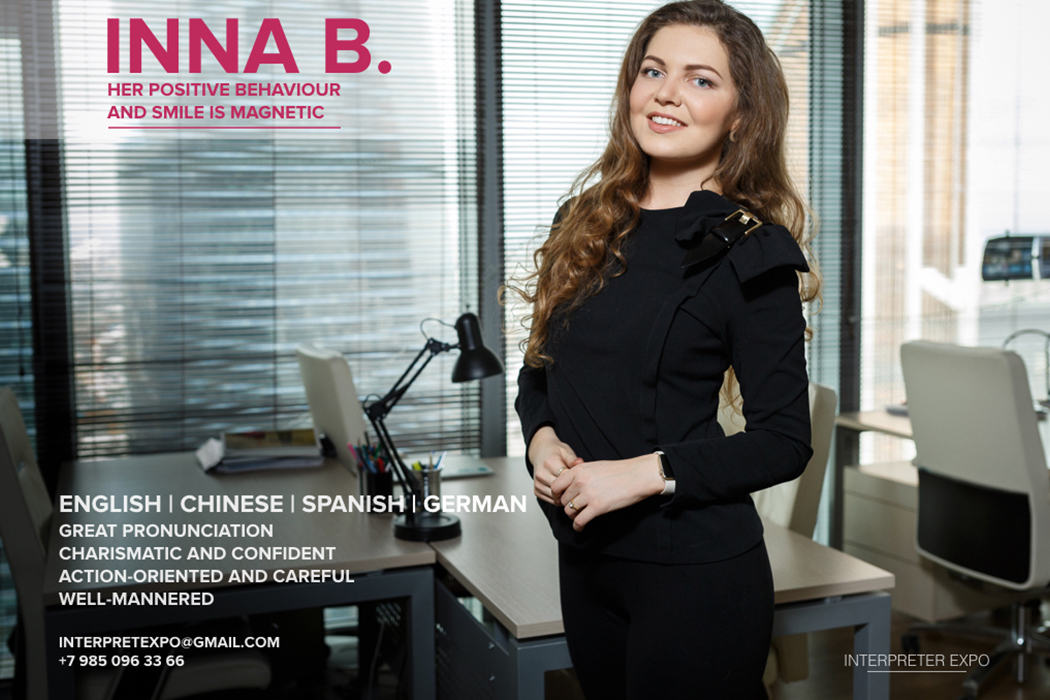 INNA B.
HER POSITIVE BEHAVIOUR
AND SMILE IS MAGNETIC
ENGLISH | CHINESE | SPANISH | GERMAN
GREAT PRONUNCIATION
CHARISMATIC AND CONFIDENT
ACTION-ORIENTED AND CAREFUL
WELL-MANNERED
INTERPRETEXPO@GMAIL.COM
+7 985 096 33 66
INTERPRETER EXPO